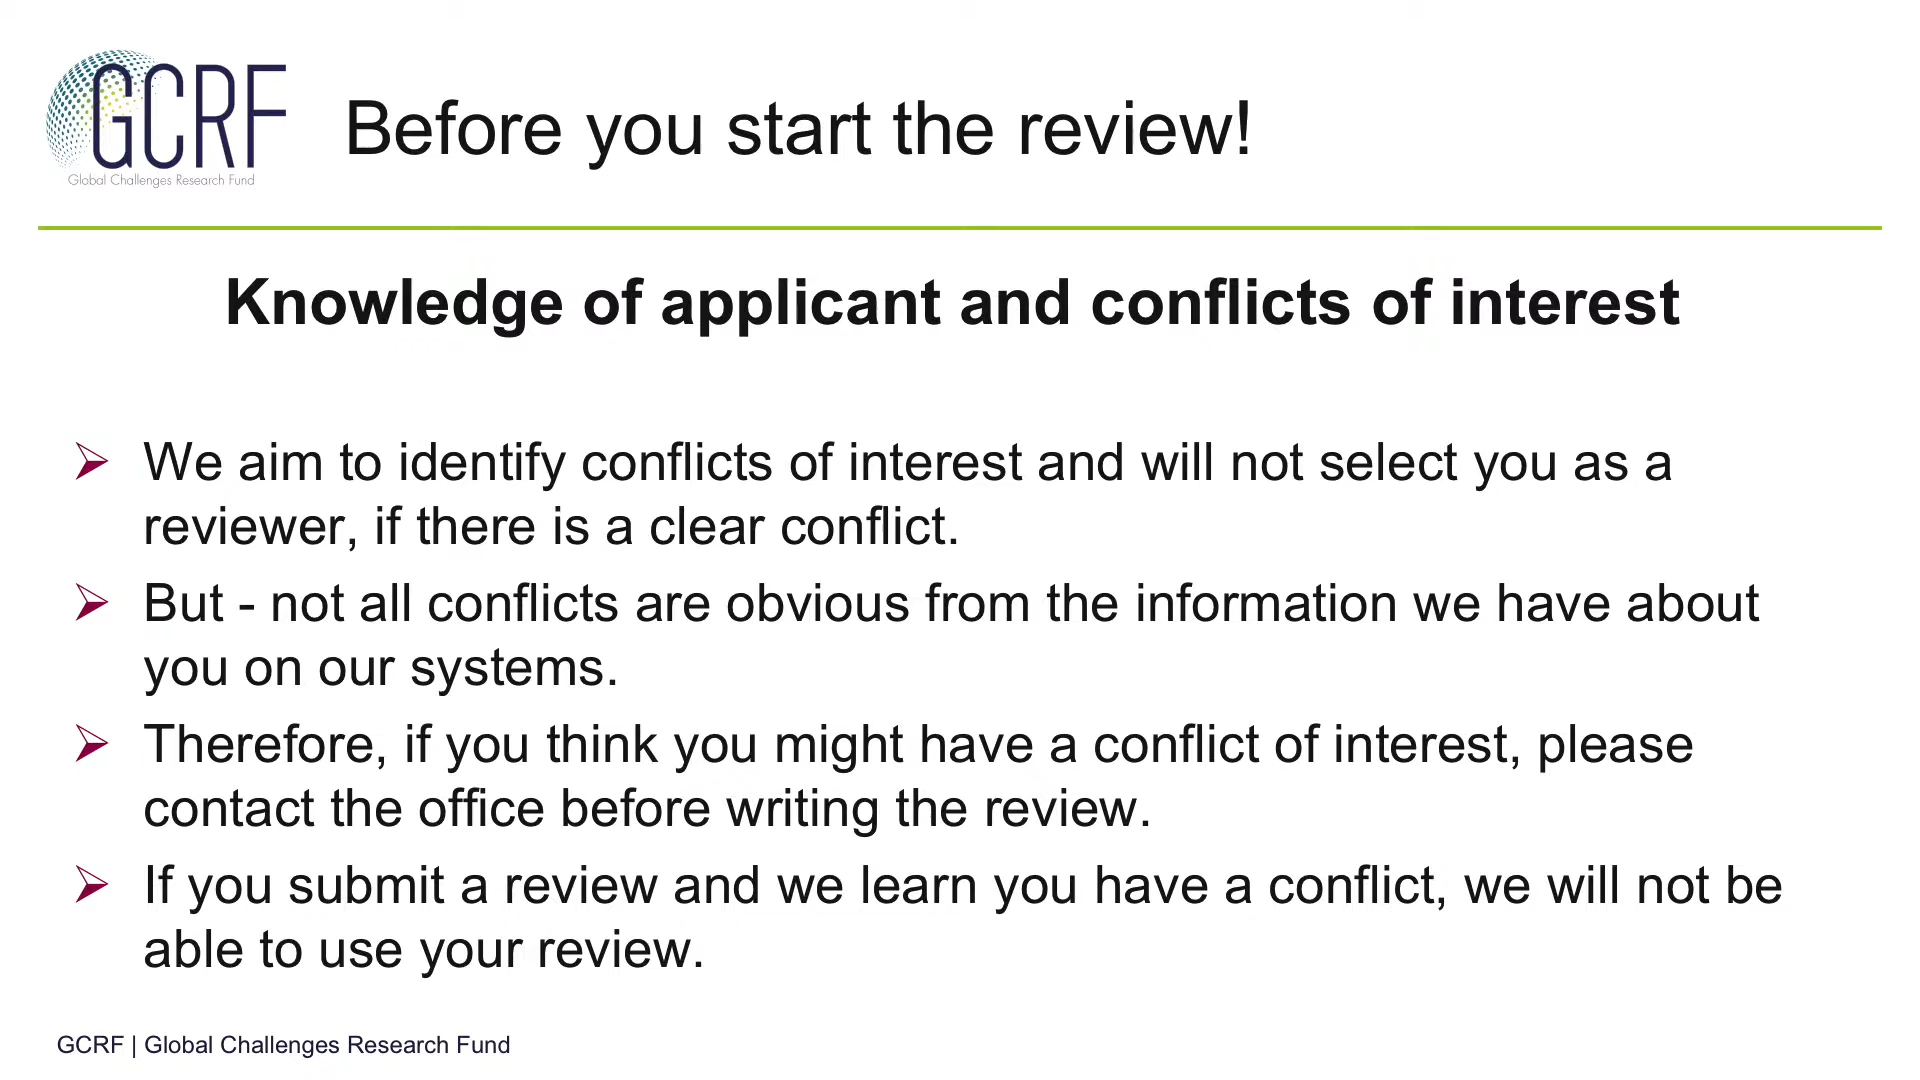 GCRF
Global Challenges Research Fund
Before you start the review!
Knowledge of applicant and conflicts of interest
➢ We aim to identify conflicts of interest and will not select you as a
reviewer, if there is a clear conflict.
➢ But - not all conflicts are obvious from the information we have about
you on our systems.
➢ Therefore, if you think you might have a conflict of interest, please
contact the office before writing the review.
➢ If you submit a review and we learn you have a conflict, we will not be
able to use your review.
GCRF | Global Challenges Research Fund